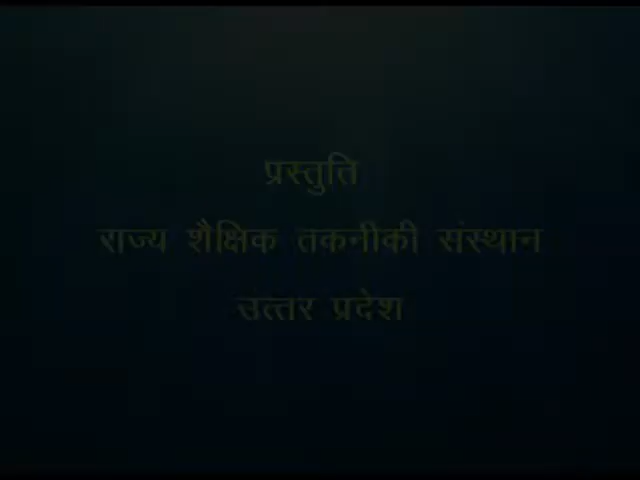 प्रस्तुति
राज्य शैक्षिक तकनीकी संस्थान
उत्तर प्रदेश